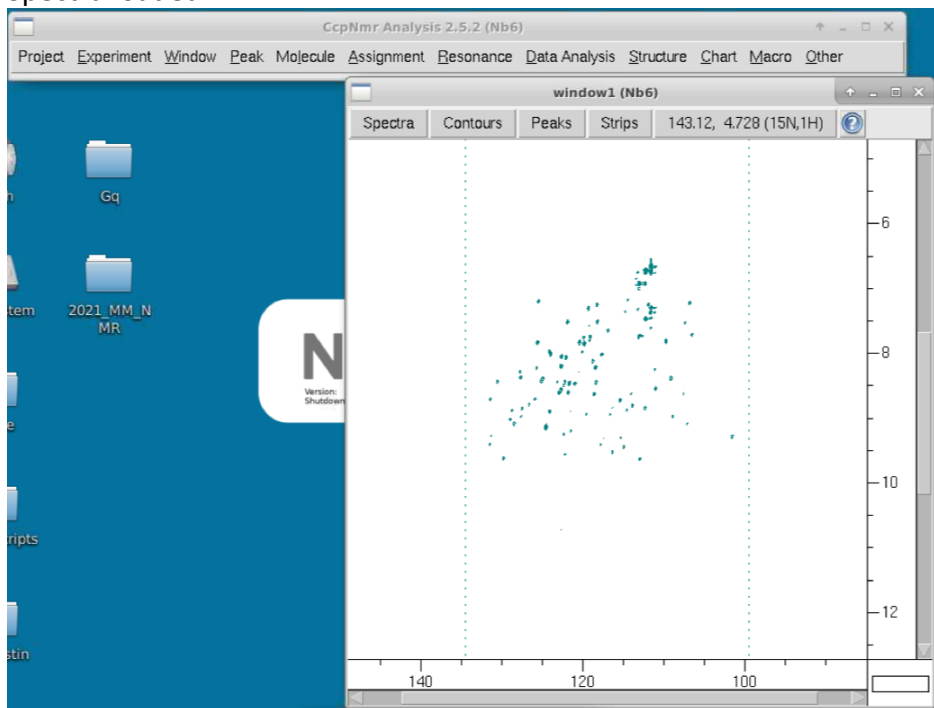 CcpNmr Analysis 2.5.2 (Nb6)
Project Experiment Window Peak Molecule Assignment Resonance Data Analysis Structure Chart Macro Other
window1 (Nb6)
Spectra Contours Peaks Strips 143.12, 4.728 (15N,1H) ?
Gq
2021_MM_N
MR
N
Version:
Shutdown
tem
ripts
stin
6
8
10
12
140 120 100